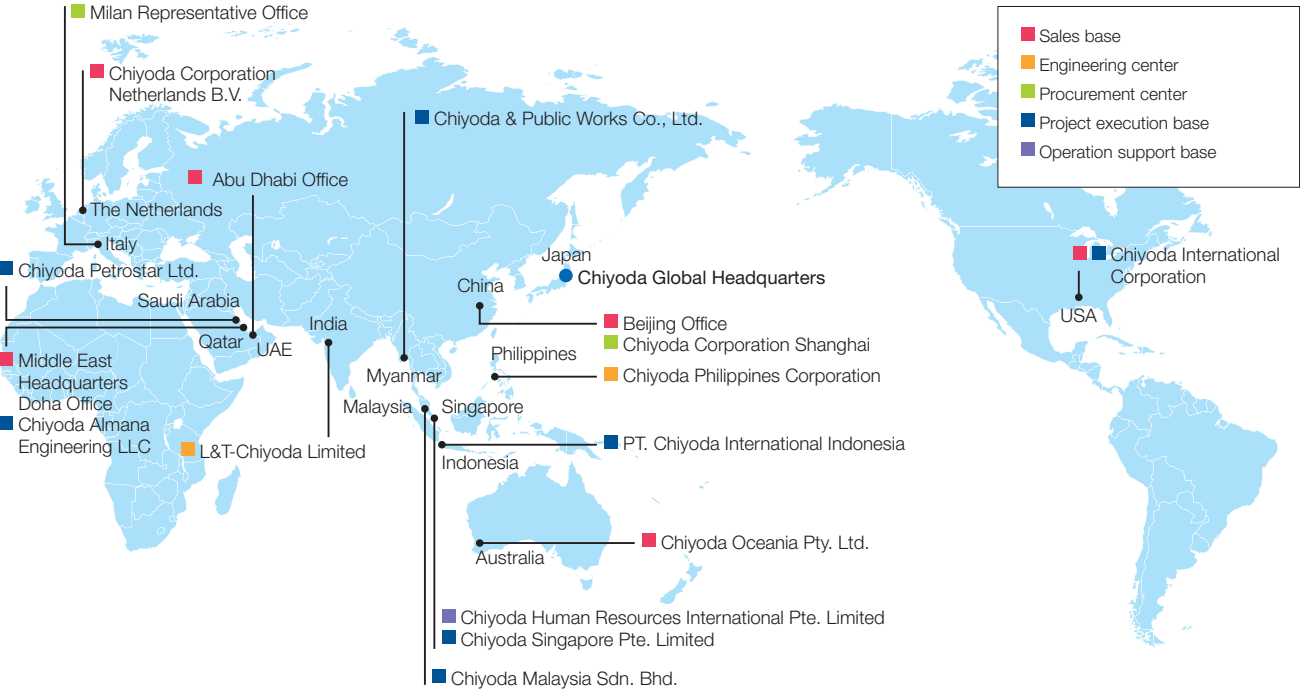 Milan Representative Office
Chiyoda Corporation
Netherlands B.V.
Chiyoda & Public Works Co., Ltd.
Abu Dhabi Office
The Netherlands
Italy
Chiyoda Petrostar Ltd.
Saudi Arabia
Qatar
UAE
India
Middle East
Headquarters
Doha Office
Chiyoda Almana
Engineering LLC
L&T-Chiyoda Limited
Myanmar
Malaysia
Singapore
Indonesia
China
Japan
Chiyoda Global Headquarters
Beijing Office
Chiyoda Corporation Shanghai
Philippines
Chiyoda Philippines Corporation
PT. Chiyoda International Indonesia
Chiyoda Oceania Pty. Ltd.
Australia
Chiyoda Human Resources International Pte. Limited
Chiyoda Singapore Pte. Limited
Chiyoda Malaysia Sdn. Bhd.
Sales base
Engineering center
Procurement center
Project execution base
Operation support base
Chiyoda International
Corporation
USA